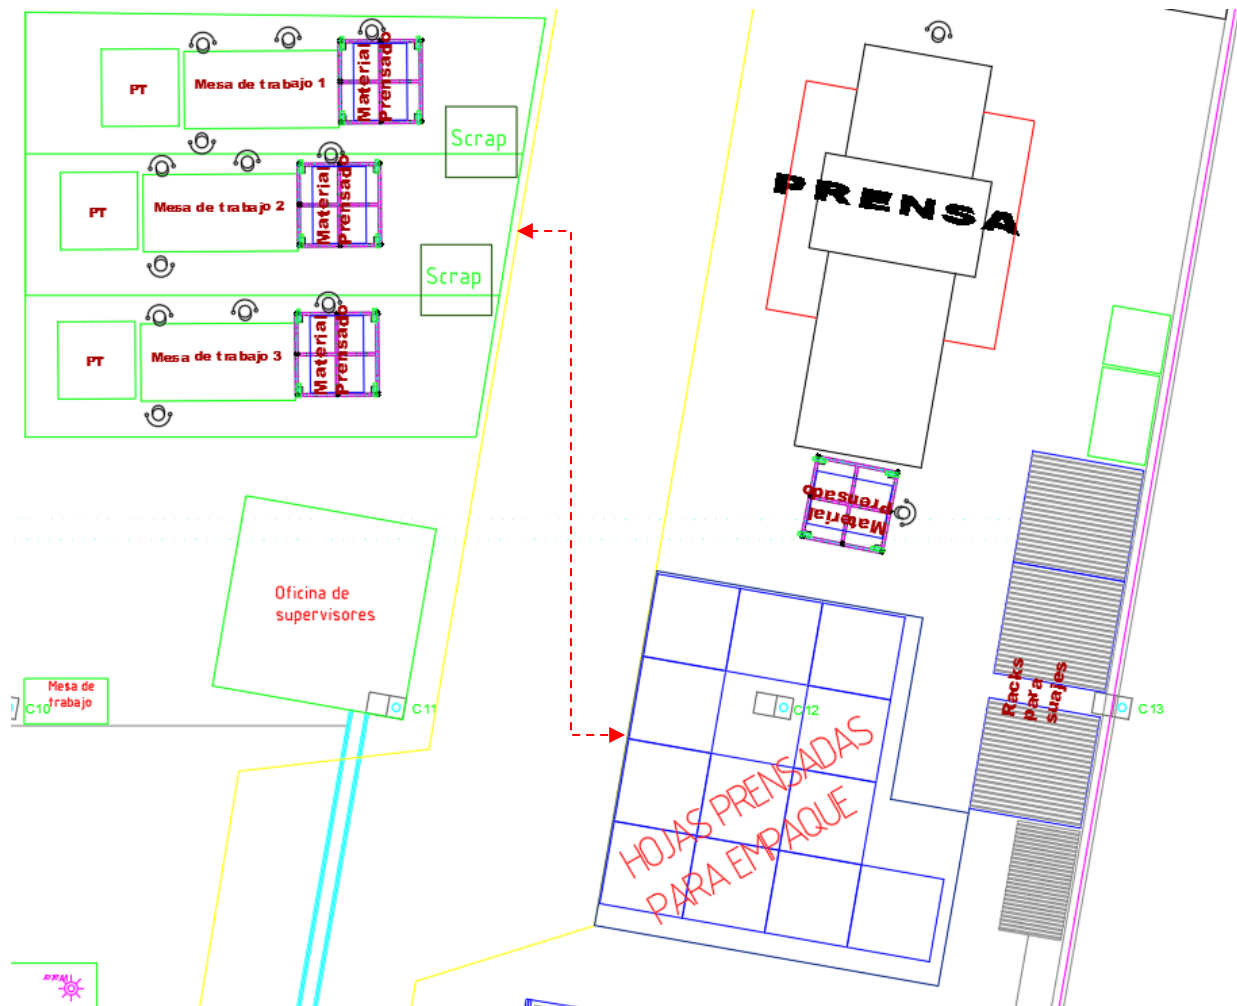 PT
Mesa de trabajo 1
Material
Prensado
Scrap
PT
Mesa de trabajo 2
Material
Prensado
Scrap
PT
Mesa de trabajo 3
Material
Prensado
PRENSA
Material
Prensado
Oficina de
supervisores
Mesa de
trabajo
C10
C11
C12
C13
Racks
para
suajes
HOJAS PRENSADAS
PARA EMPAQUE